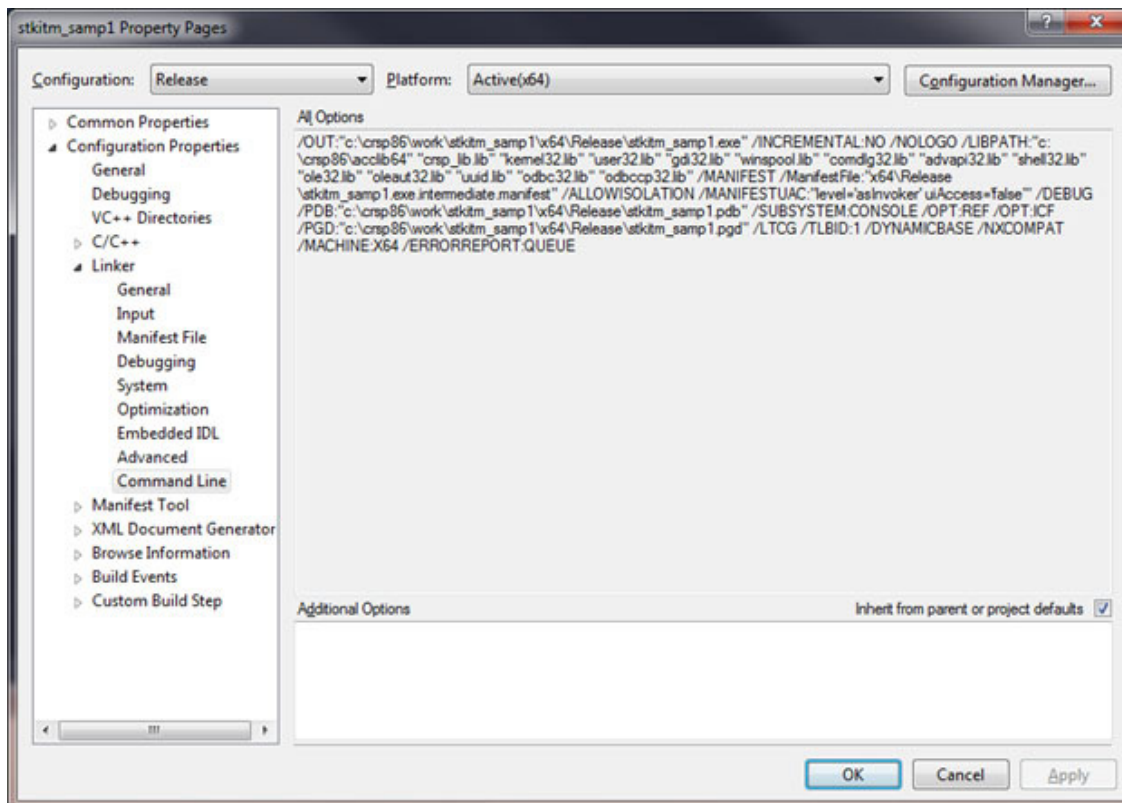 stkitm_samp1 Property Pages
Configuration: Release Platform: Active(x64) Configuration Manager...
Common Properties
Configuration Properties
General
Debugging
VC++ Directories
C/C++
Linker
General
Input
Manifest File
Debugging
System
Optimization
Embedded IDL
Advanced
Command Line
Manifest Tool
XML Document Generator
Browse Information
Build Events
Custom Build Step
All Options
/OUT:"c:\crsp86\work\stkitm_samp1\x64\Release\stkitm_samp1.exe" /INCREMENTAL:NO /NOLOGO /LIBPATH:"c:
\crsp86\acclib64" "crsp_lib.lib" "kernel32.lib" "user32.lib" "gdi32.lib" "winspool.lib" "comdlg32.lib" "advapi32.lib" "shell32.lib"
"ole32.lib" "oleaut32.lib" "uuid.lib" "odbc32.lib" "odbccp32.lib" /MANIFEST /ManifestFile:"x64\Release
\stkitm_samp1.exe.intermediate.manifest" /ALLOWISOLATION /MANIFESTUAC:"level='asInvoker' uiAccess='false'" /DEBUG
/PDB:"c:\crsp86\work\stkitm_samp1\x64\Release\stkitm_samp1.pdb" /SUBSYSTEM:CONSOLE /OPT:REF /OPT:ICF
/PGD:"c:\crsp86\work\stkitm_samp1\x64\Release\stkitm_samp1.pgd" /LTCG /TLBID:1 /DYNAMICBASE /NXCOMPAT
/MACHINE:X64 /ERRORREPORT:QUEUE
Additional Options Inherit from parent or project defaults
OK Cancel Apply